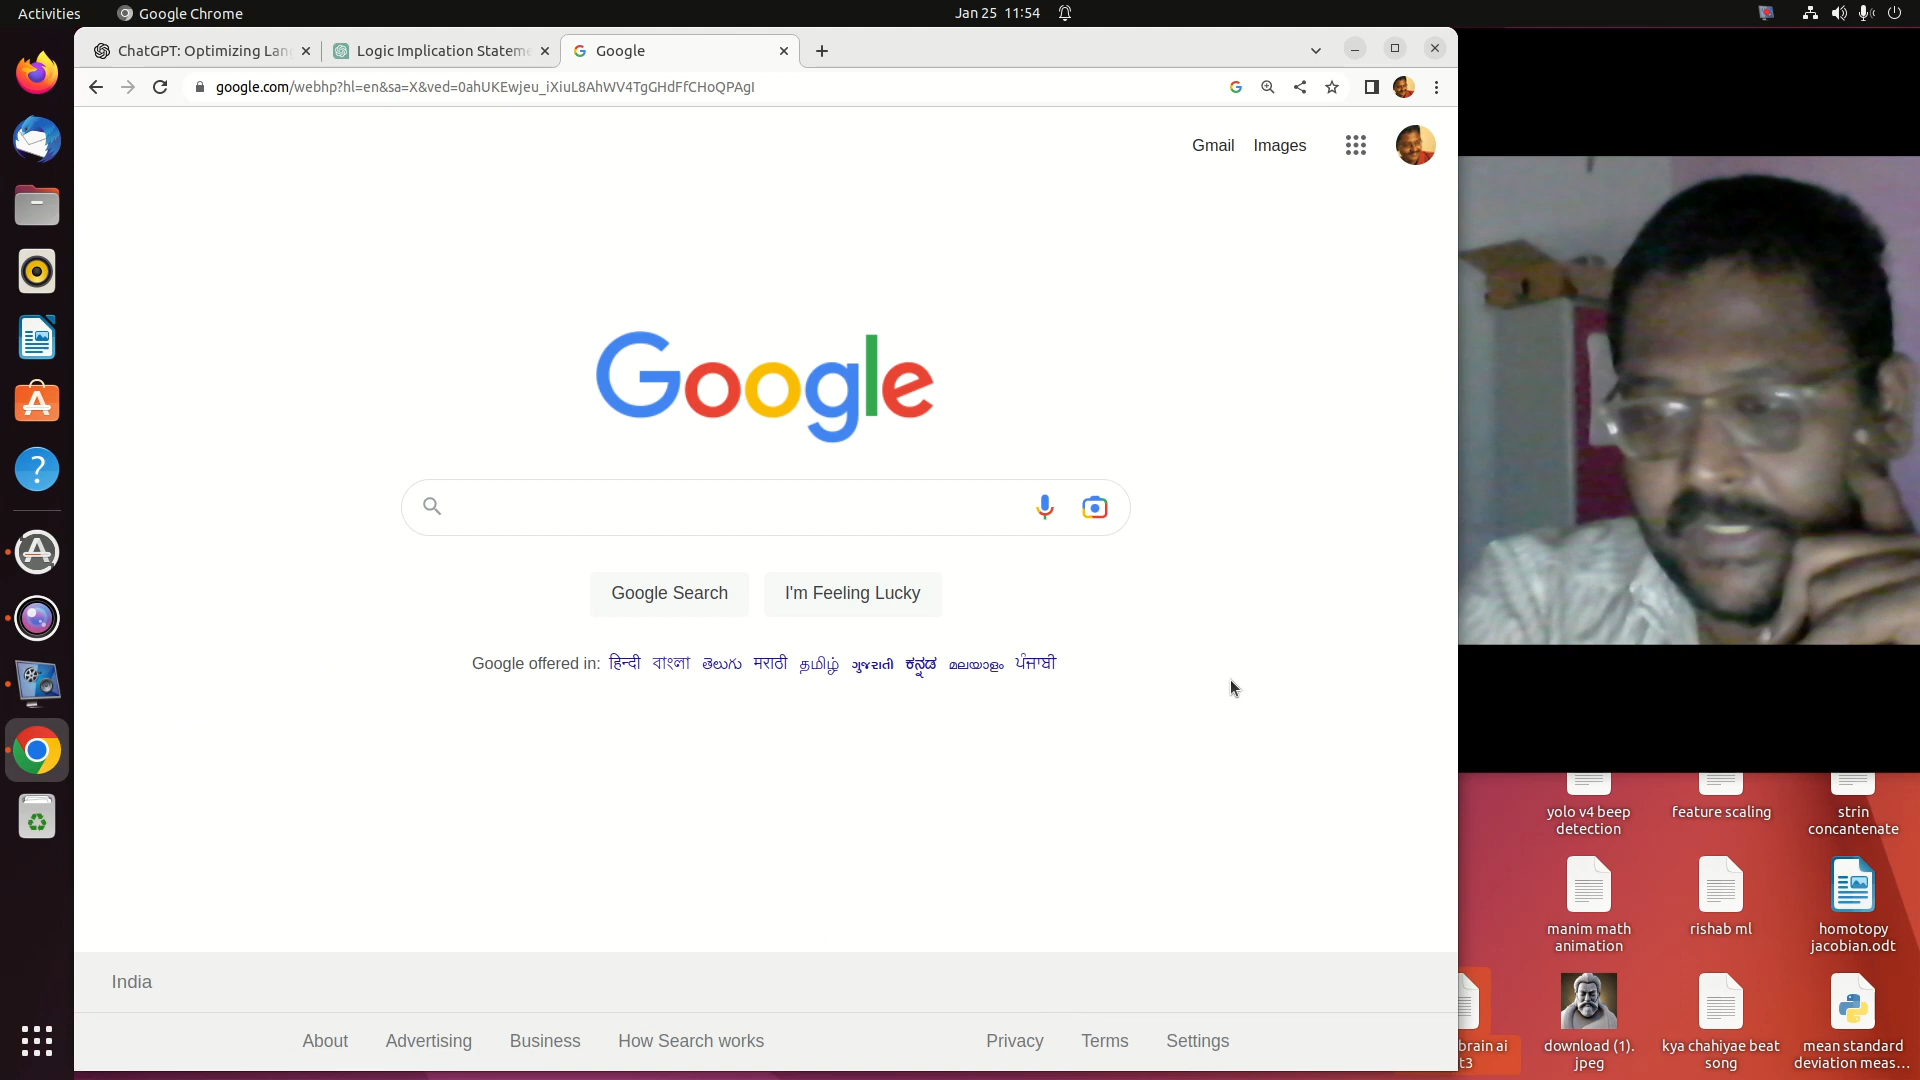 Activities
Google Chrome
Jan 25 11:54
ChatGPT: Optimizing Lan
Logic Implication Stateme
Google
google.com/webhp?hl=en&sa=X&ved=0ahUKEwjeu_iXiuL8AhWV4TgGHdFfCHoQPAgI
Gmail Images
Google
Google Search
I'm Feeling Lucky
Google offered in: हिन्दी বাংলা తెలుగు मराठी தமிழ் ગુજરાતી ಕನ್ನಡ മലയാളം ਪੰਜਾਬੀ
India
About Advertising Business How Search works Privacy Terms Settings
yolo v4 beep
detection
feature scaling
strin
concantenate
manim math
animation
rishab ml
homotopy
jacobian.odt
brain ai
t3
download (1).
jpeg
kya chahiyae beat
song
mean standard
deviation meas...